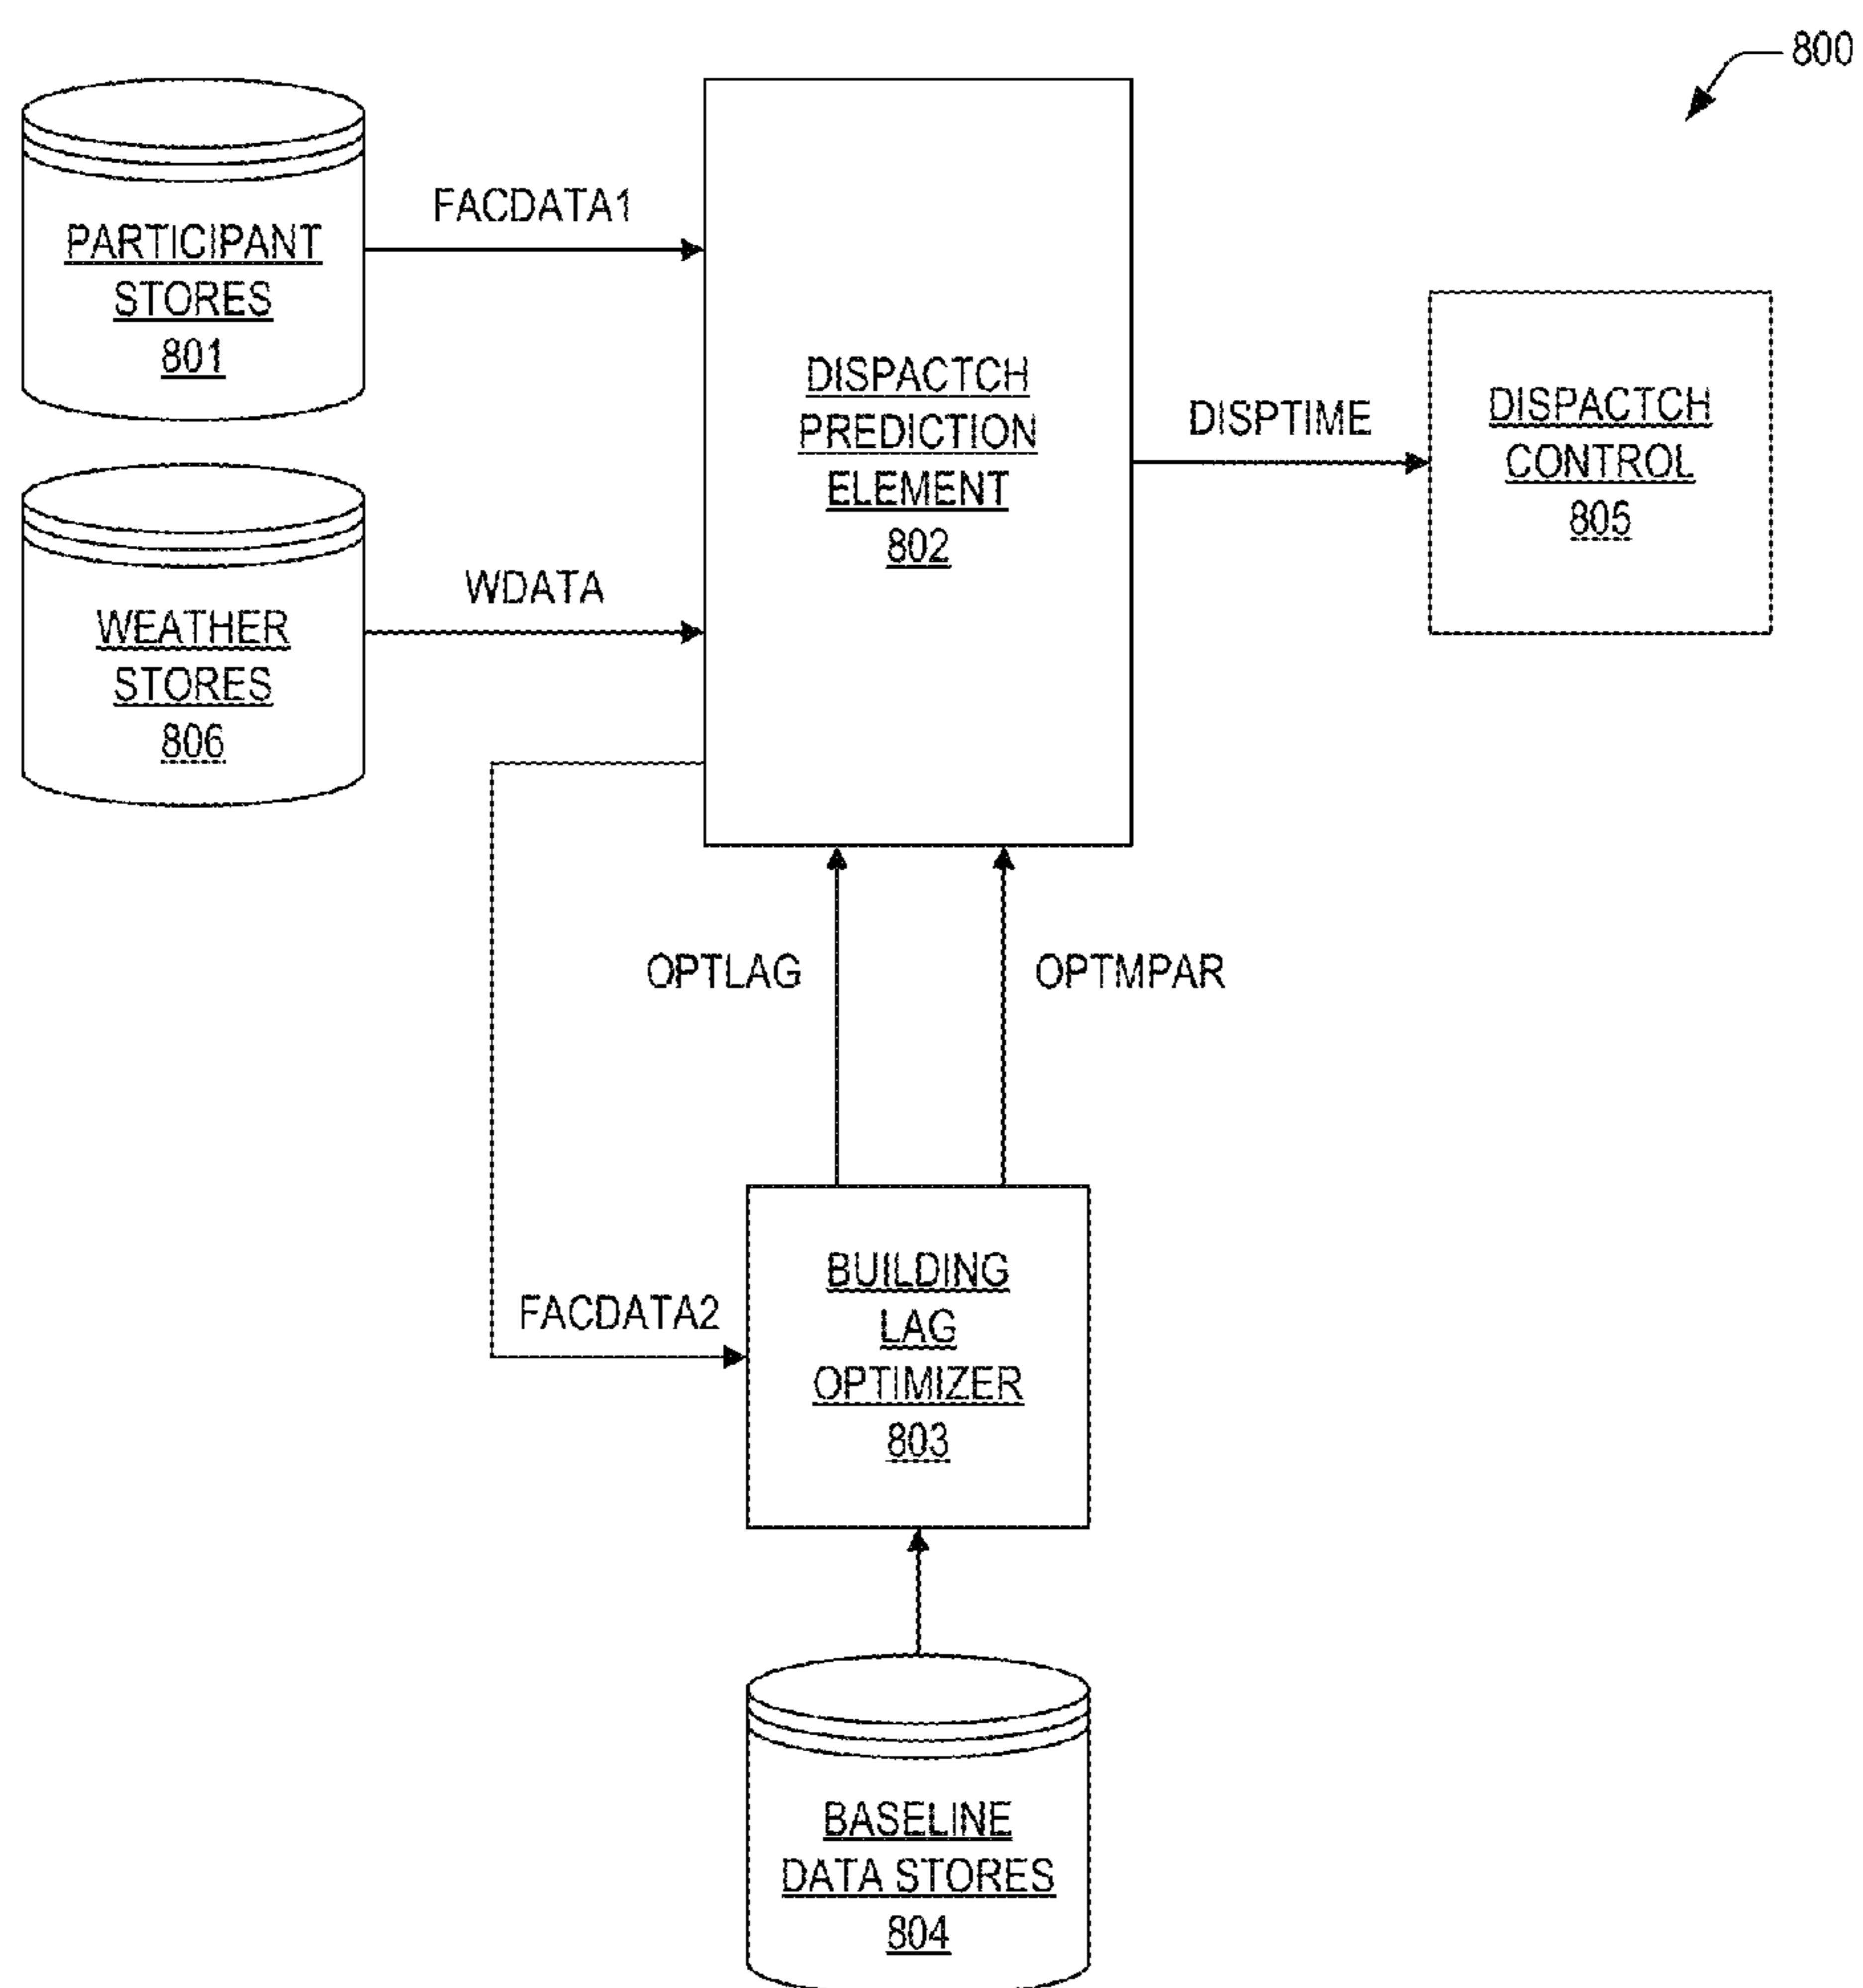 800
PARTICIPANT
STORES
801
FACDATA1
DISPACTCH
PREDICTION
ELEMENT
802
DISPTIME
DISPACTCH
CONTROL
805
WEATHER
STORES
806
WDATA
OPTLAG
OPTMPAR
FACDATA2
BUILDING
LAG
OPTIMIZER
803
BASELINE
DATA STORES
804